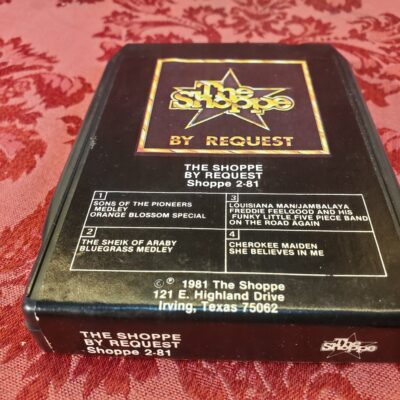 The
Shoppe
BY REQUEST
THE SHOPPE
BY REQUEST
Shoppe 2-81
1
SONS OF THE PIONEERS
MEDLEY
ORANGE BLOSSOM SPECIAL
2
THE SHEIK OF ARABY
BLUEGRASS MEDLEY
3
LOUISIANA MAN/JAMBALAYA
FREDDIE FEELGOOD AND HIS
FUNKY LITTLE FIVE PIECE BAND
ON THE ROAD AGAIN
4
CHEROKEE MAIDEN
SHE BELIEVES IN ME
©℗ 1981 The Shoppe
121 E. Highland Drive
Irving, Texas 75062
THE SHOPPE
BY REQUEST
Shoppe 2-81
The
Shoppe